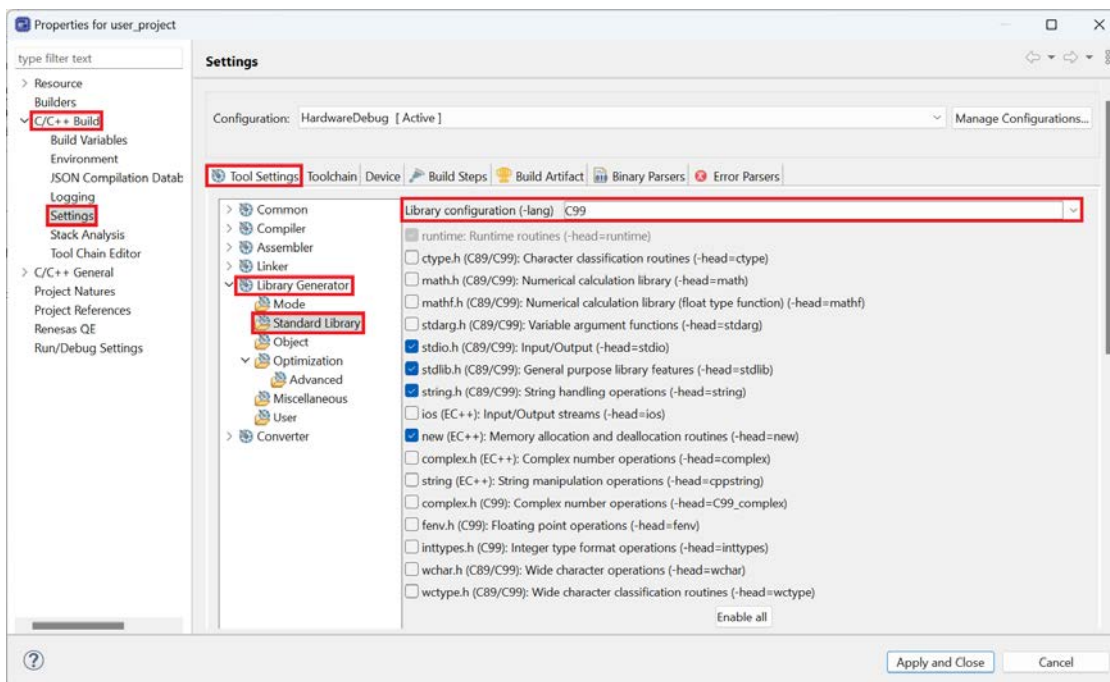 Properties for user_project
type filter text
Resource
Builders
C/C++ Build
Build Variables
Environment
JSON Compilation Datab
Logging
Settings
Stack Analysis
Tool Chain Editor
C/C++ General
Project Natures
Project References
Renesas QE
Run/Debug Settings
Settings
Configuration: HardwareDebug [ Active ] Manage Configurations...
Tool Settings Toolchain Device Build Steps Build Artifact Binary Parsers Error Parsers
Common
Compiler
Assembler
Linker
Library Generator
Mode
Standard Library
Object
Optimization
Advanced
Miscellaneous
User
Converter
Library configuration (-lang) C99
runtime: Runtime routines (-head=runtime)
ctype.h (C89/C99): Character classification routines (-head=ctype)
math.h (C89/C99): Numerical calculation library (-head=math)
mathf.h (C89/C99): Numerical calculation library (float type function) (-head=mathf)
stdarg.h (C89/C99): Variable argument functions (-head=stdarg)
stdio.h (C89/C99): Input/Output (-head=stdio)
stdlib.h (C89/C99): General purpose library features (-head=stdlib)
string.h (C89/C99): String handling operations (-head=string)
ios (EC++): Input/Output streams (-head=ios)
new (EC++): Memory allocation and deallocation routines (-head=new)
complex.h (EC++): Complex number operations (-head=complex)
string (EC++): String manipulation operations (-head=cppstring)
complex.h (C99): Complex number operations (-head=C99_complex)
fenv.h (C99): Floating point operations (-head=fenv)
inttypes.h (C99): Integer type format operations (-head=inttypes)
wchar.h (C89/C99): Wide character operations (-head=wchar)
wctype.h (C89/C99): Wide character classification routines (-head=wctype)
Enable all
Apply and Close Cancel